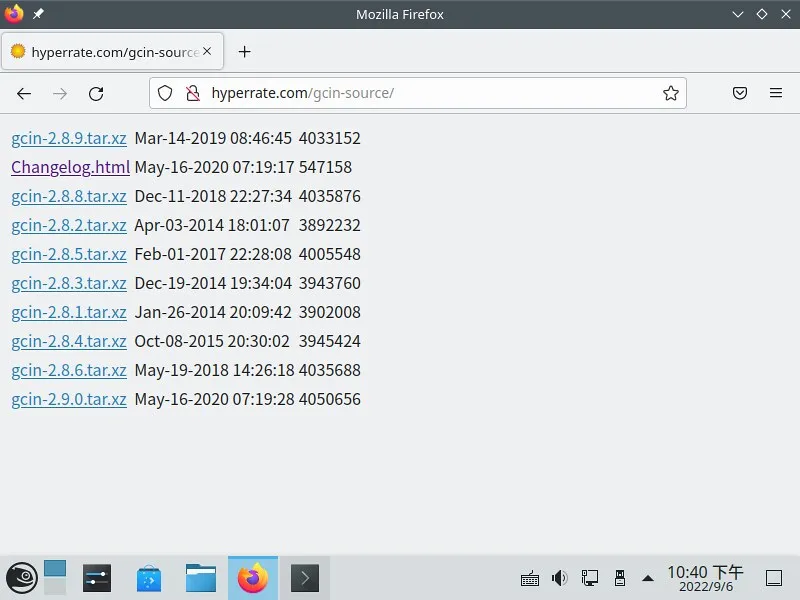 Mozilla Firefox
hyperrate.com/gcin-source
hyperrate.com/gcin-source/
gcin-2.8.9.tar.xz Mar-14-2019 08:46:45 4033152
Changelog.html May-16-2020 07:19:17 547158
gcin-2.8.8.tar.xz Dec-11-2018 22:27:34 4035876
gcin-2.8.2.tar.xz Apr-03-2014 18:01:07 3892232
gcin-2.8.5.tar.xz Feb-01-2017 22:28:08 4005548
gcin-2.8.3.tar.xz Dec-19-2014 19:34:04 3943760
gcin-2.8.1.tar.xz Jan-26-2014 20:09:42 3902008
gcin-2.8.4.tar.xz Oct-08-2015 20:30:02 3945424
gcin-2.8.6.tar.xz May-19-2018 14:26:18 4035688
gcin-2.9.0.tar.xz May-16-2020 07:19:28 4050656
10:40 下午
2022/9/6